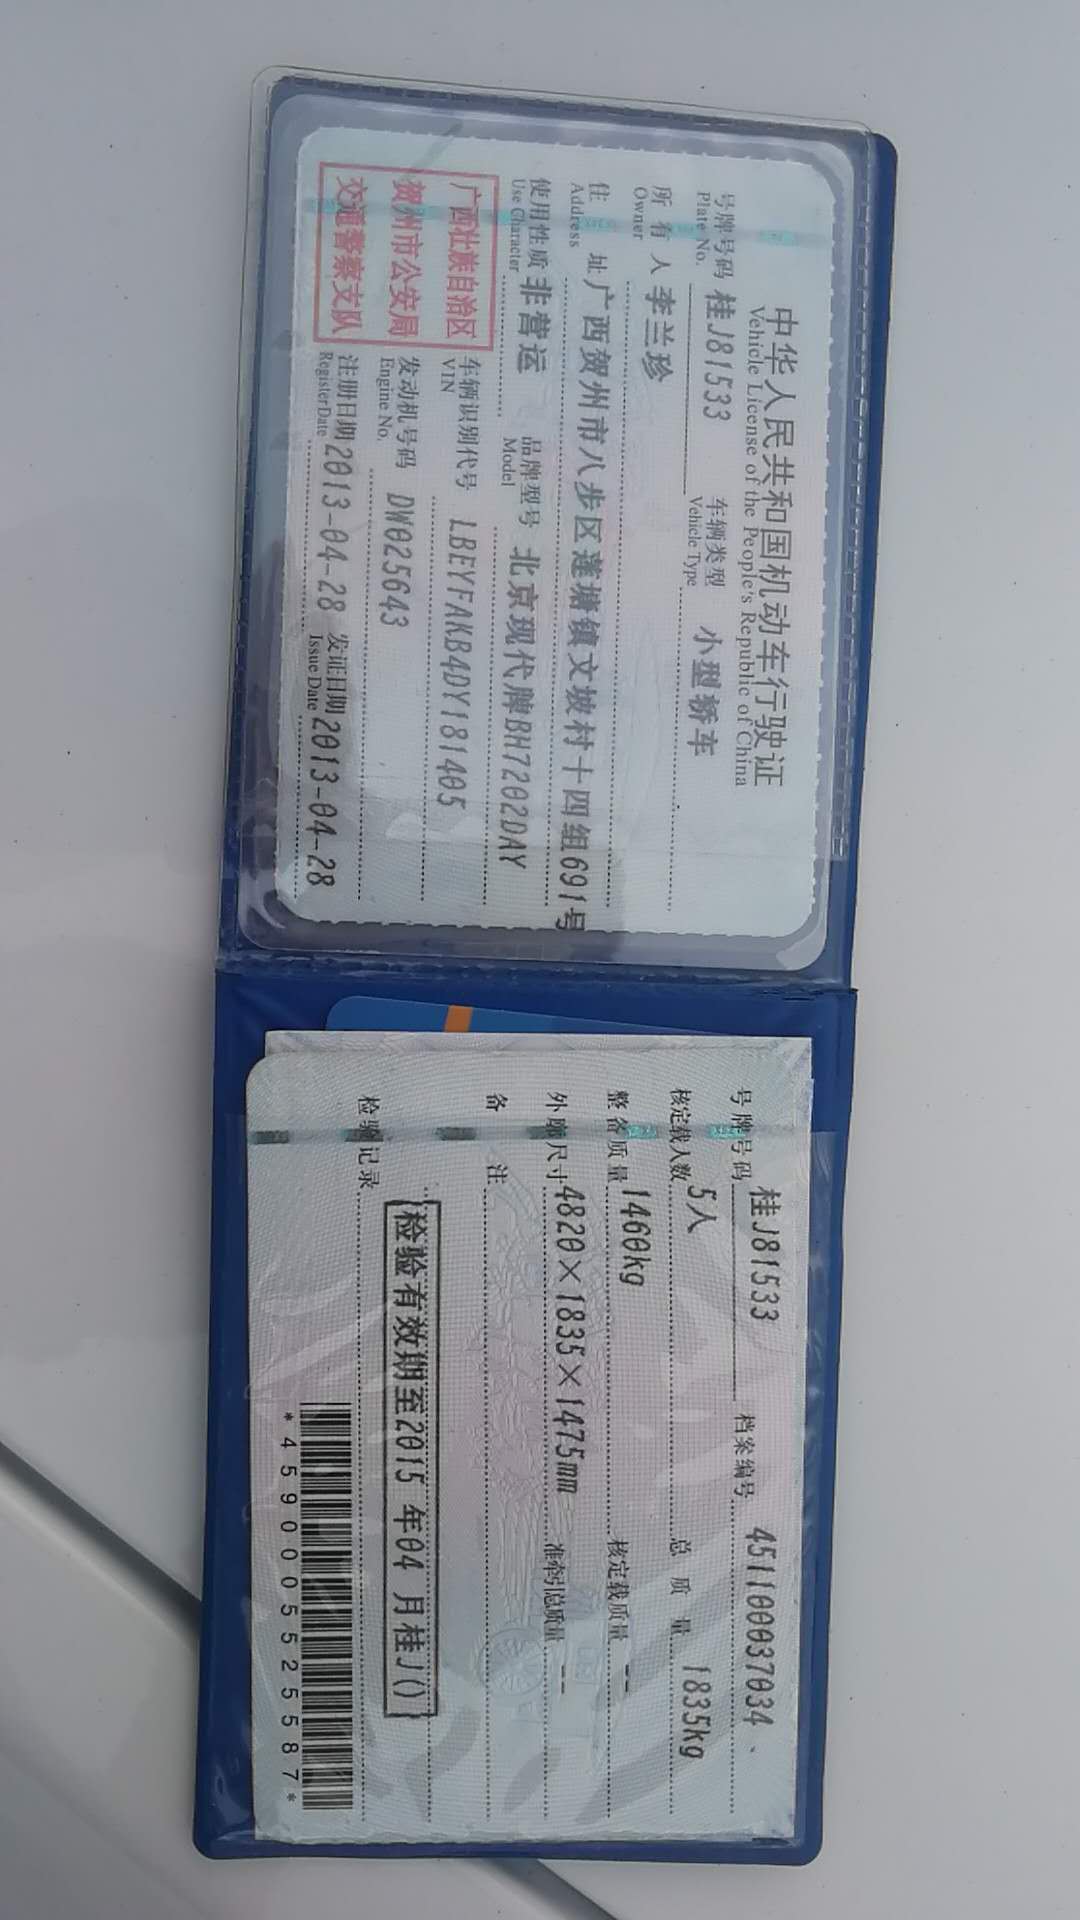 中华人民共和国机动车行驶证
Vehicle License of the People's Republic of China
号牌号码 桂J81533 车辆类型 小型轿车
Plate No. Vehicle Type
所有人 李兰珍
Owner
住址 广西贺州市八步区莲塘镇文坡村十四组691号
Address
使用性质 非营运 品牌型号 北京现代牌BH7202DAY
Use Character Model
广西壮族自治区
贺州市公安局
交通警察支队
车辆识别代号 LBEYFAKB4DY181405
VIN
发动机号码 DW025643
Engine No.
注册日期 2013-04-28 发证日期 2013-04-28
Register Date Issue Date
号牌号码 桂J81533 档案编号 451100037034
核定载人数 5人 总质量 1835kg
整备质量 1460kg 核定载质量 --
外廓尺寸 4820×1835×1475mm 准牵引总质量 --
备注
检验有效期至2015年04月桂J()
检验记录
*4590005525587*